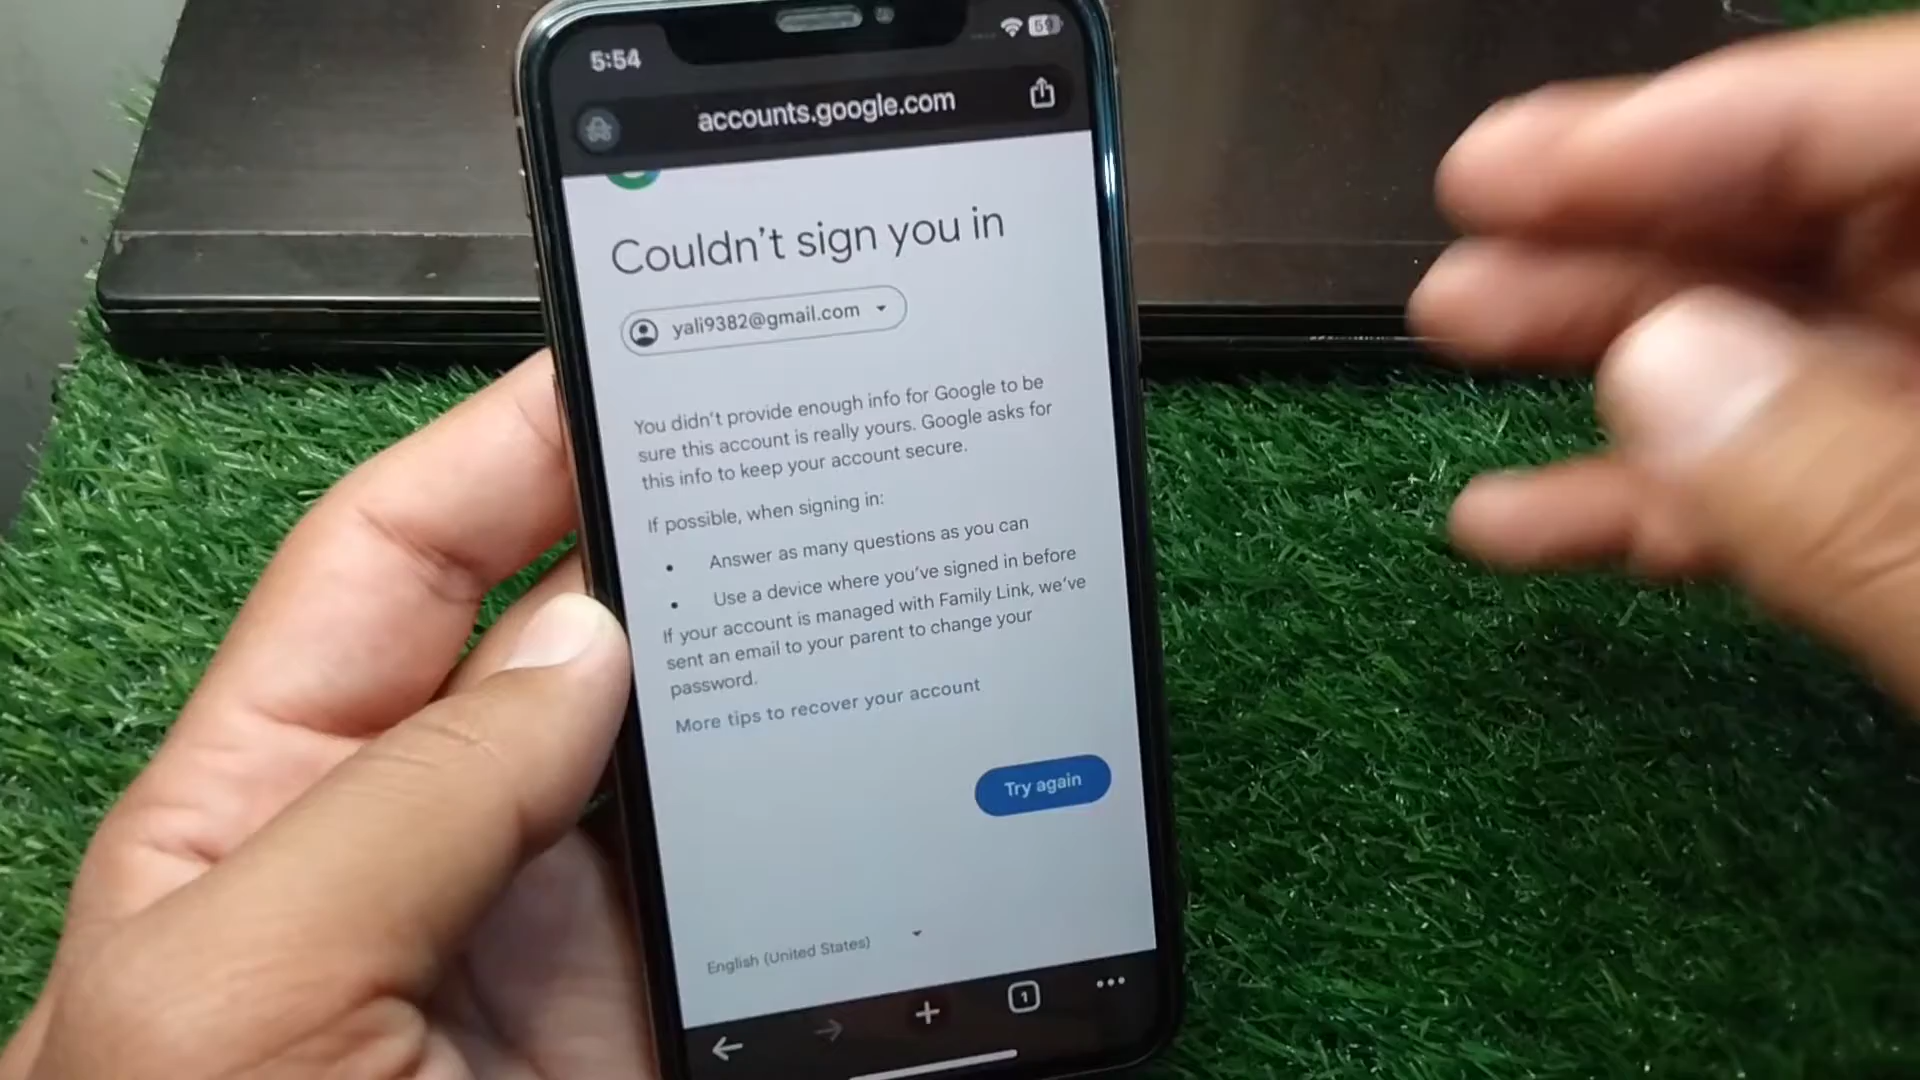 5:54
59
accounts.google.com
Couldn't sign you in
yali9382@gmail.com
You didn't provide enough info for Google to be
sure this account is really yours. Google asks for
this info to keep your account secure.
If possible, when signing in:
• Answer as many questions as you can
• Use a device where you've signed in before
If your account is managed with Family Link, we've
sent an email to your parent to change your
password.
More tips to recover your account
Try again
English (United States)
1